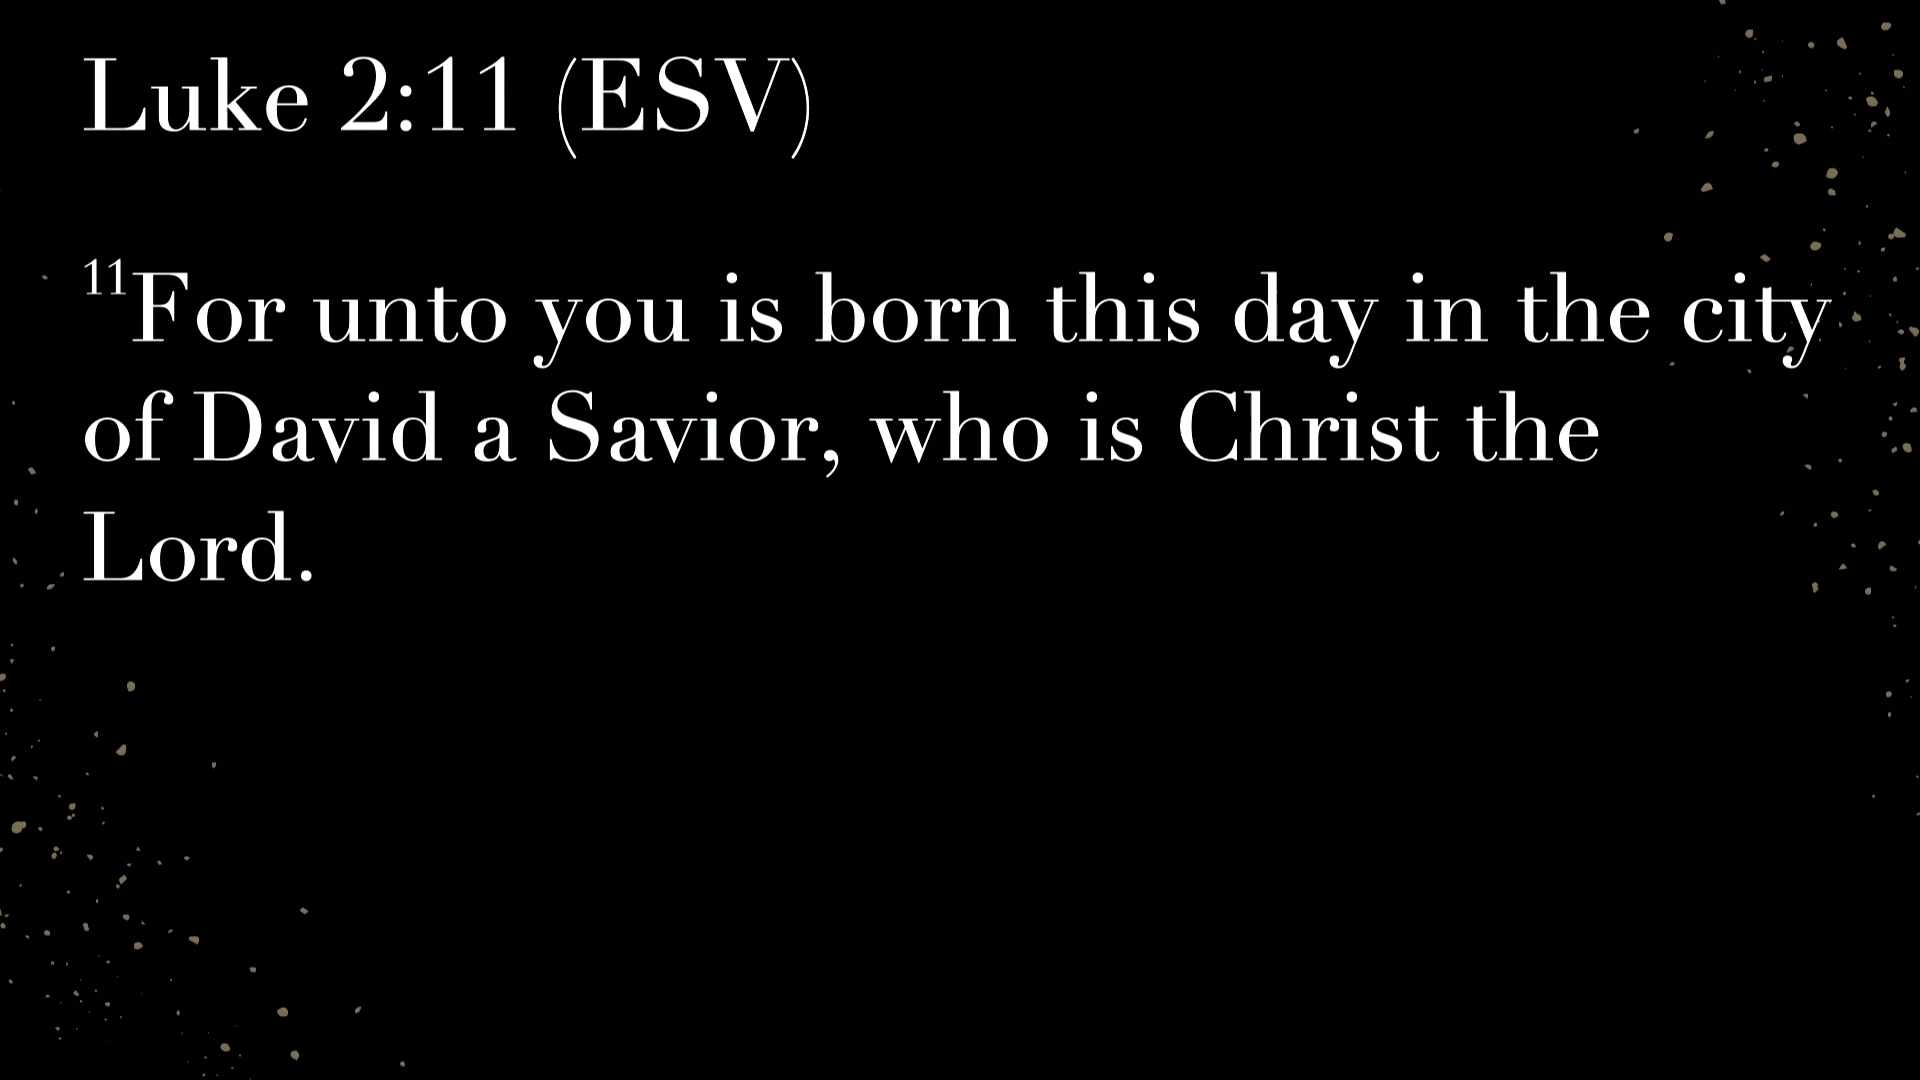 Luke 2:11 (ESV)
11For unto you is born this day in the city
of David a Savior, who is Christ the
Lord.